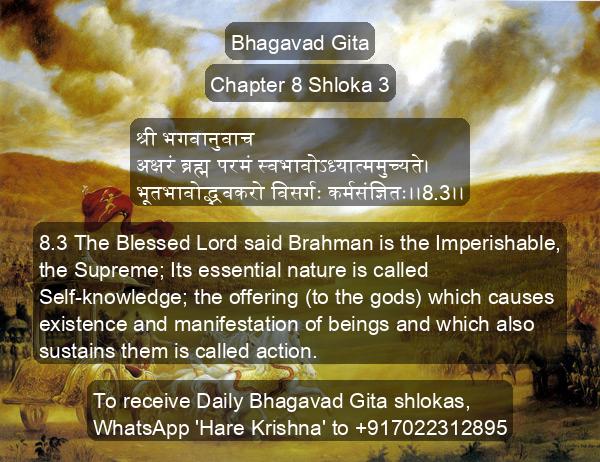 Bhagavad Gita
Chapter 8 Shloka 3
श्री भगवानुवाच
अक्षरं ब्रह्म परमं स्वभावोऽध्यात्ममुच्यते।
भूतभावोद्भवकरो विसर्गः कर्मसंज्ञितः।।8.3।।
8.3 The Blessed Lord said Brahman is the Imperishable,
the Supreme; Its essential nature is called
Self-knowledge; the offering (to the gods) which causes
existence and manifestation of beings and which also
sustains them is called action.
To receive Daily Bhagavad Gita shlokas,
WhatsApp 'Hare Krishna' to +917022312895